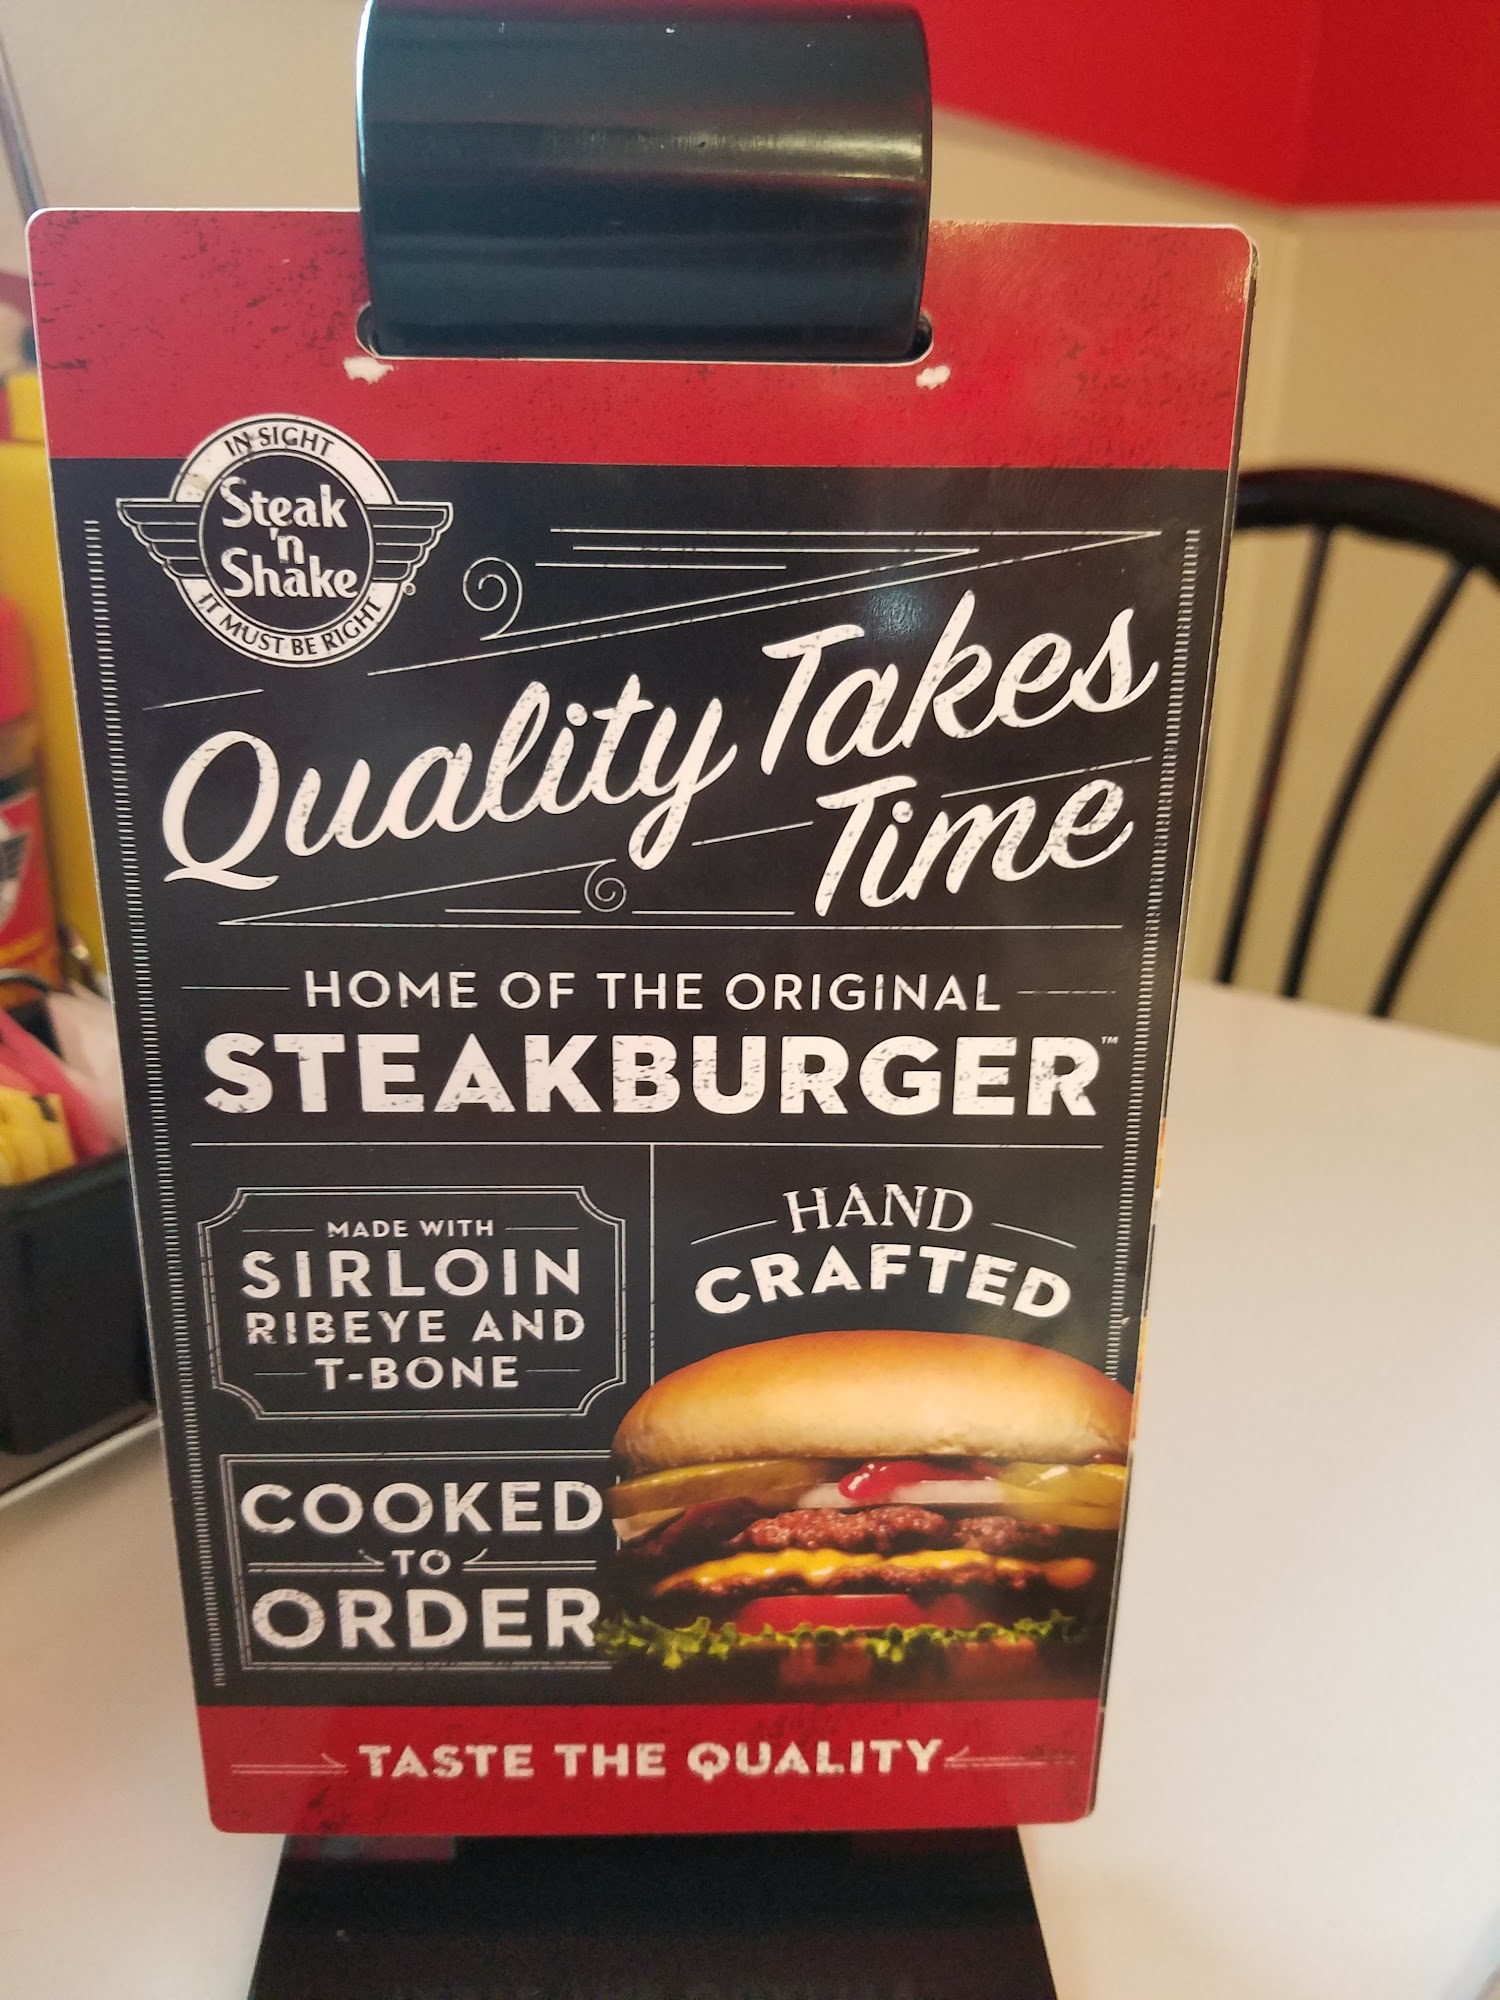 IN SIGHT
Steak
'n
Shake®
IT MUST BE RIGHT
Quality Takes
Time
HOME OF THE ORIGINAL
STEAKBURGER™
MADE WITH
SIRLOIN
RIBEYE AND
T-BONE
HAND
CRAFTED
COOKED
TO
ORDER
TASTE THE QUALITY